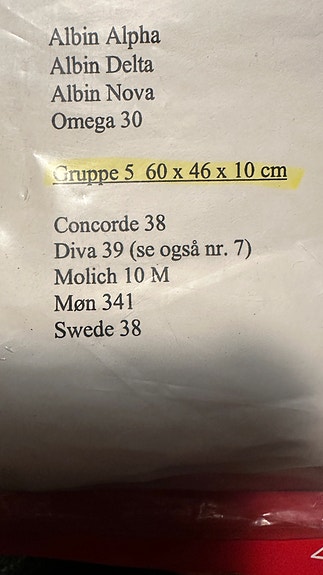 Albin Alpha
Albin Delta
Albin Nova
Omega 30
Gruppe 5 60 x 46 x 10 cm
Concorde 38
Diva 39 (se også nr. 7)
Molich 10 M
Møn 341
Swede 38